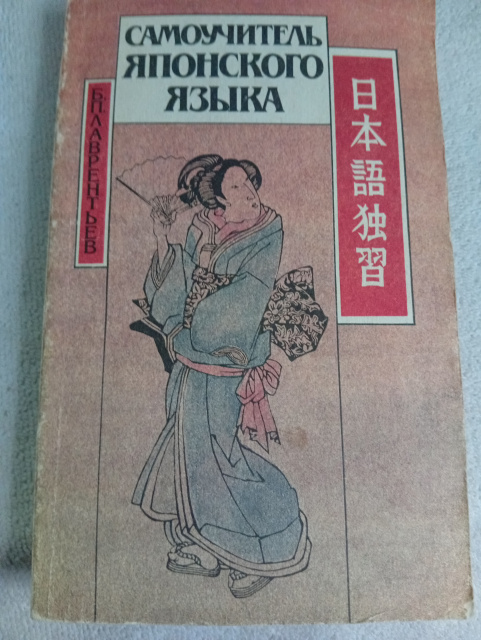 САМОУЧИТЕЛЬ
ЯПОНСКОГО
ЯЗЫКА
Б.П.ЛАВРЕНТЬЕВ
日本語独習